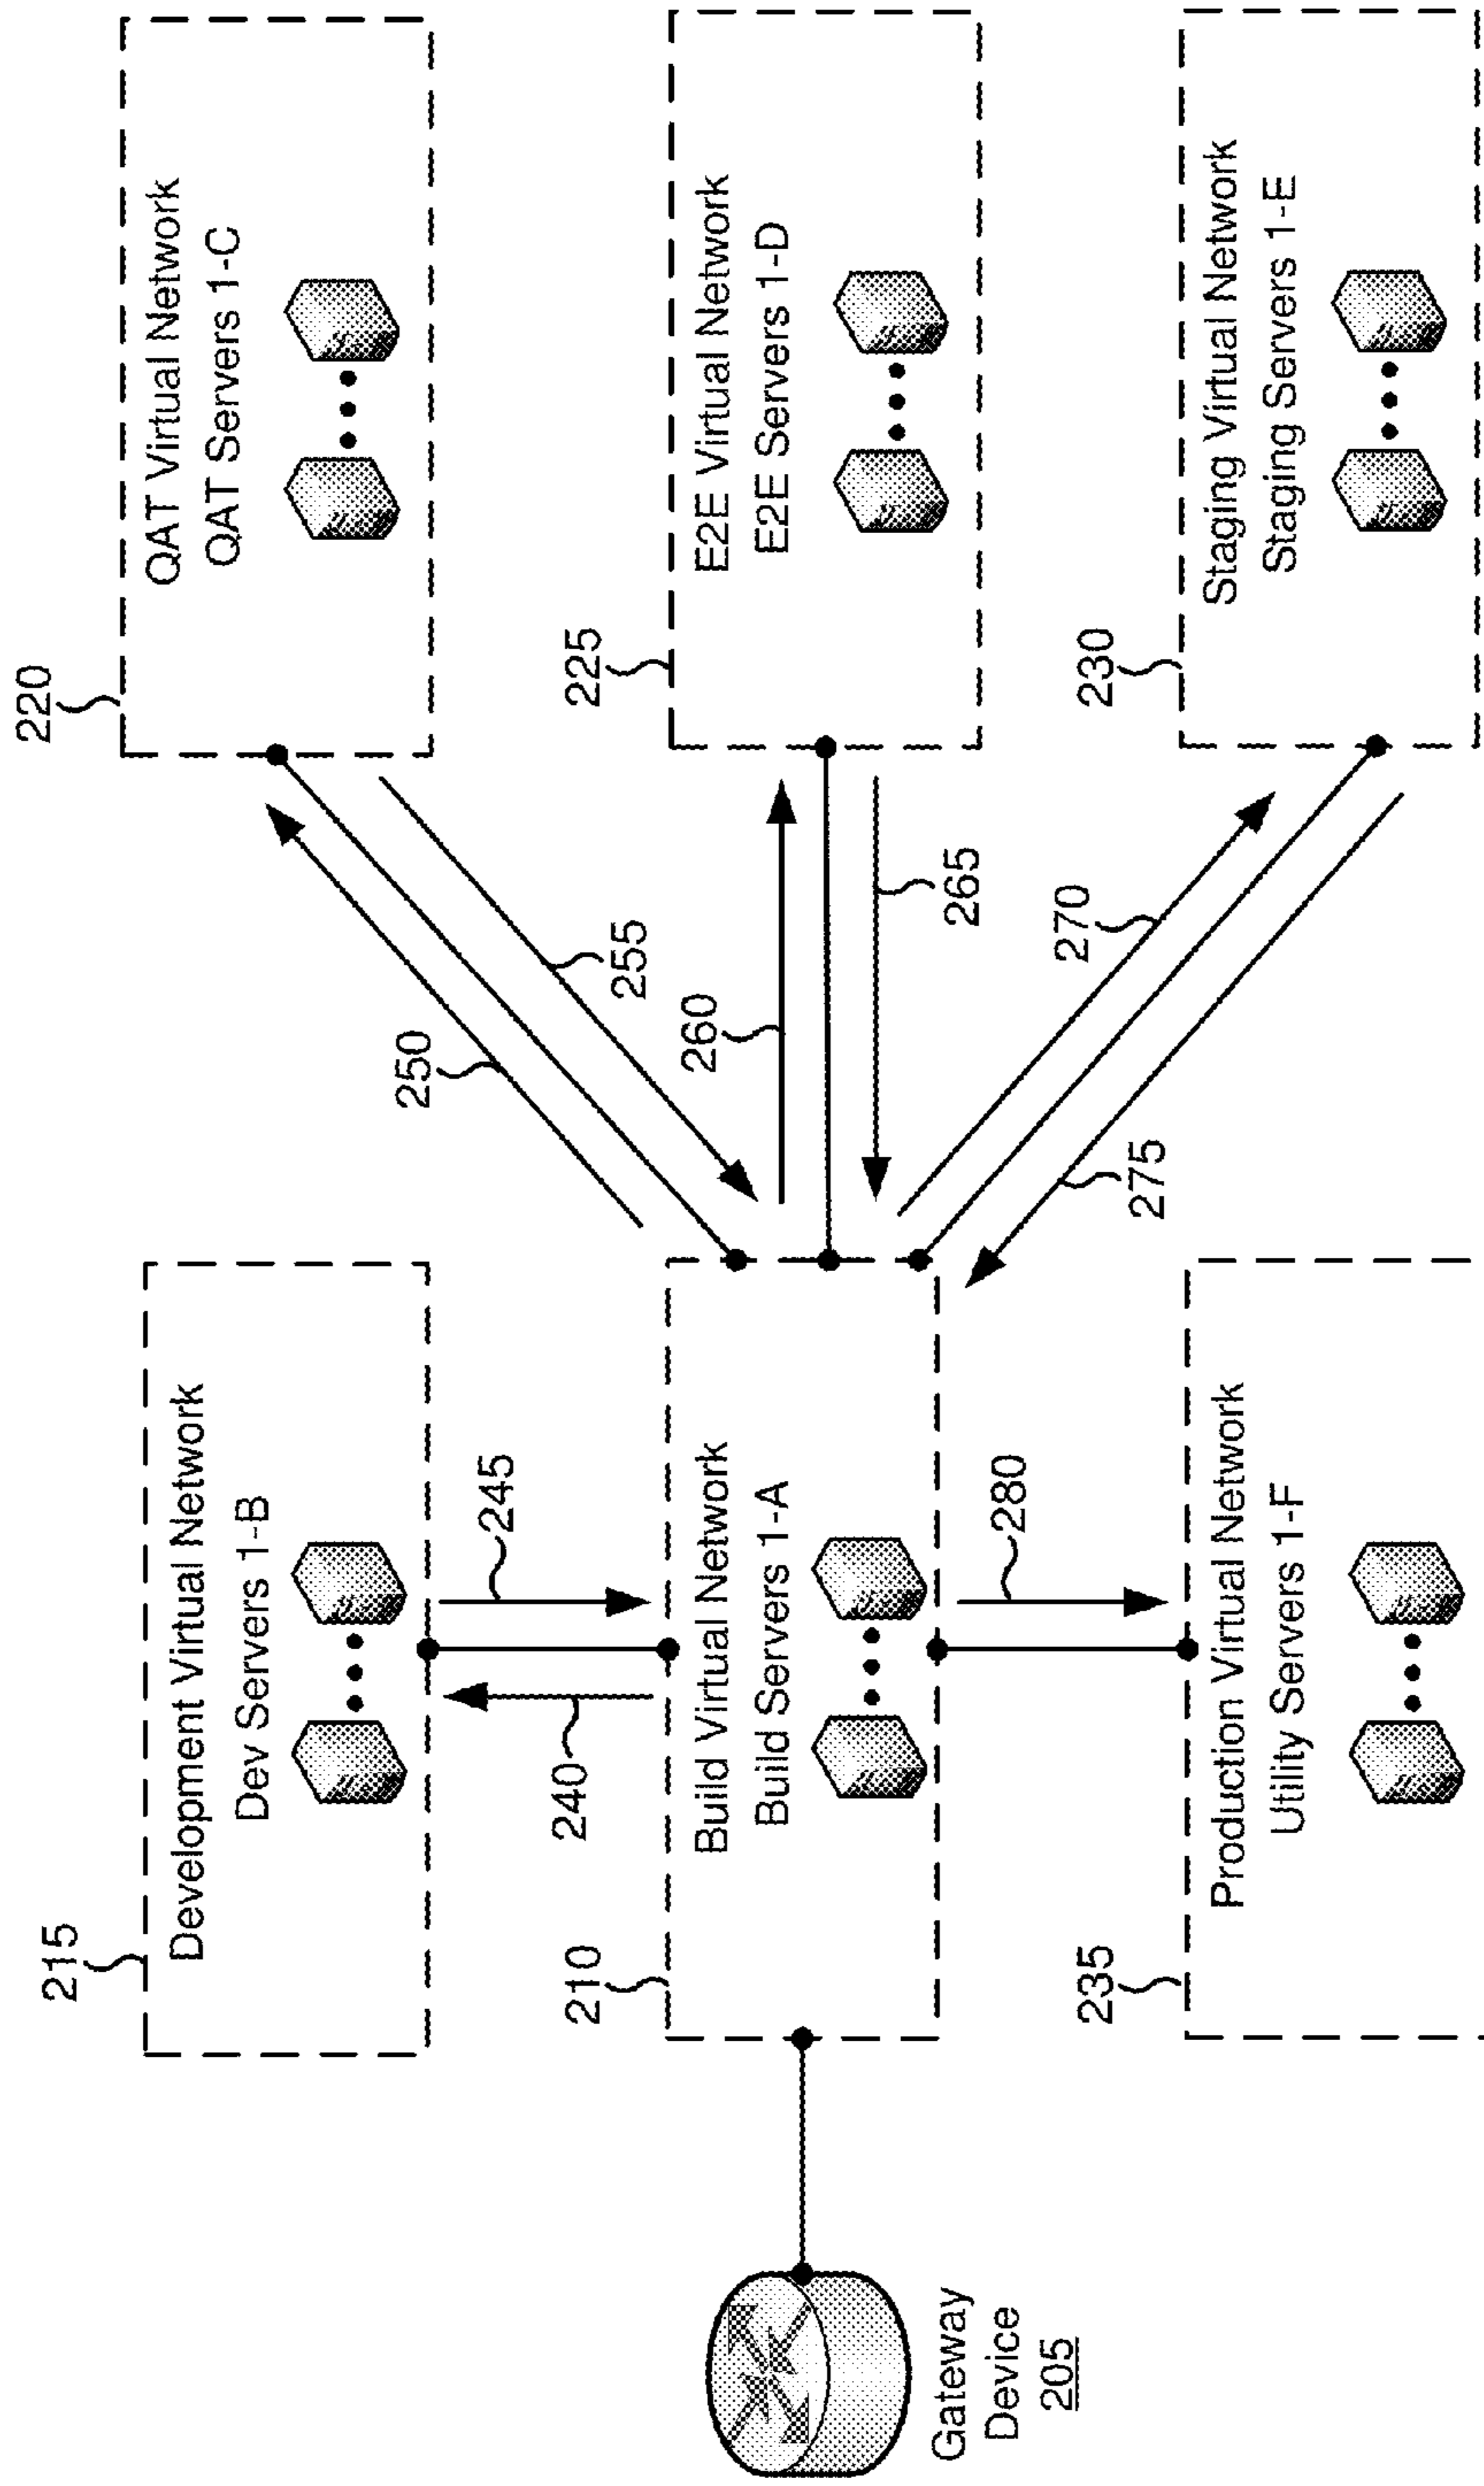 215
Development Virtual Network
Dev Servers 1-B
220
QAT Virtual Network
QAT Servers 1-C
240
245
250
255
Gateway
Device
205
210
Build Virtual Network
Build Servers 1-A
260
265
225
E2E Virtual Network
E2E Servers 1-D
280
270
275
235
Production Virtual Network
Utility Servers 1-F
230
Staging Virtual Network
Staging Servers 1-E